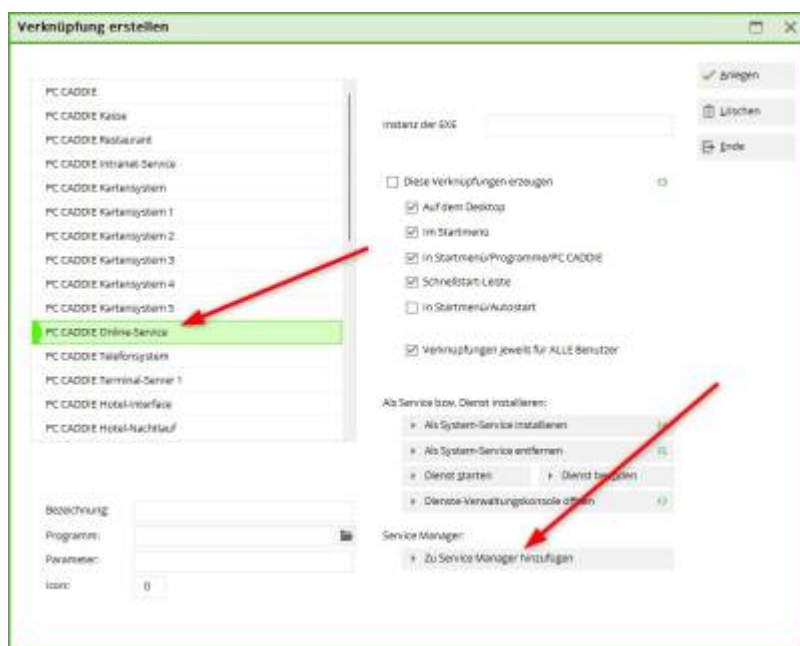 Verknüpfung erstellen
PC CADDIE
PC CADDIE Kasse
PC CADDIE Restaurant
PC CADDIE Intranet-Service
PC CADDIE Kartensystem
PC CADDIE Kartensystem 1
PC CADDIE Kartensystem 2
PC CADDIE Kartensystem 3
PC CADDIE Kartensystem 4
PC CADDIE Kartensystem 5
PC CADDIE Online-Service
PC CADDIE Telefonsystem
PC CADDIE Terminal-Server 1
PC CADDIE Hotel-Interface
PC CADDIE Hotel-Nachtlauf
Bezeichnung:
Programm:
Parameter:
Icon: 0
Instanz der EXE
Diese Verknüpfungen erzeugen
Auf dem Desktop
Im Startmenü
In Startmenü/Programme/PC CADDIE
Schnellstart-Leiste
In Startmenü/Autostart
Verknüpfungen jeweils für ALLE Benutzer
Als Service bzw. Dienst installieren:
Als System-Service installieren
Als System-Service entfernen
Dienst starten
Dienst beenden
Dienste-Verwaltungskonsole öffnen
Service Manager:
Zu Service Manager hinzufügen
Anlegen
Löschen
Ende